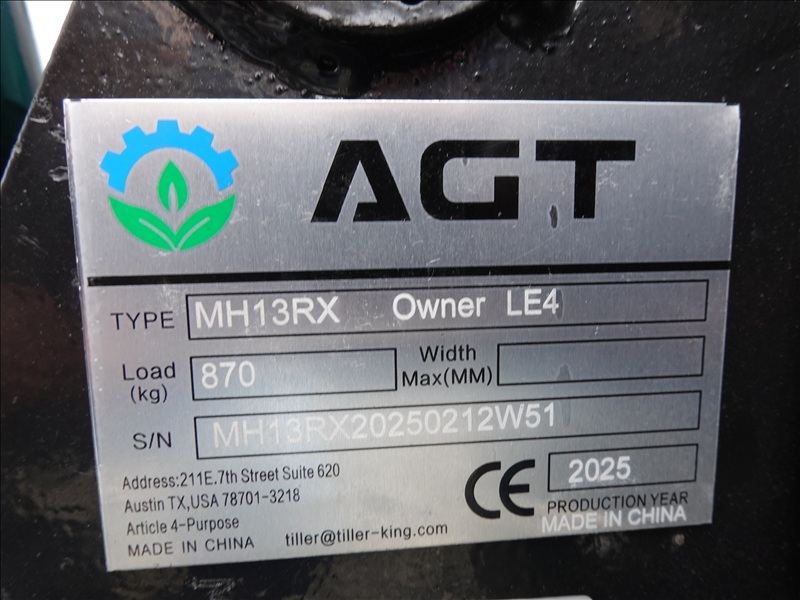 AGT
TYPE MH13RX Owner LE4
Load (kg) 870 Width Max(MM)
S/N MH13RX20250212W51
Address:211E.7th Street Suite 620
Austin TX,USA 78701-3218
Article 4-Purpose
MADE IN CHINA tiller@tiller-king.com
CE 2025
PRODUCTION YEAR
MADE IN CHINA